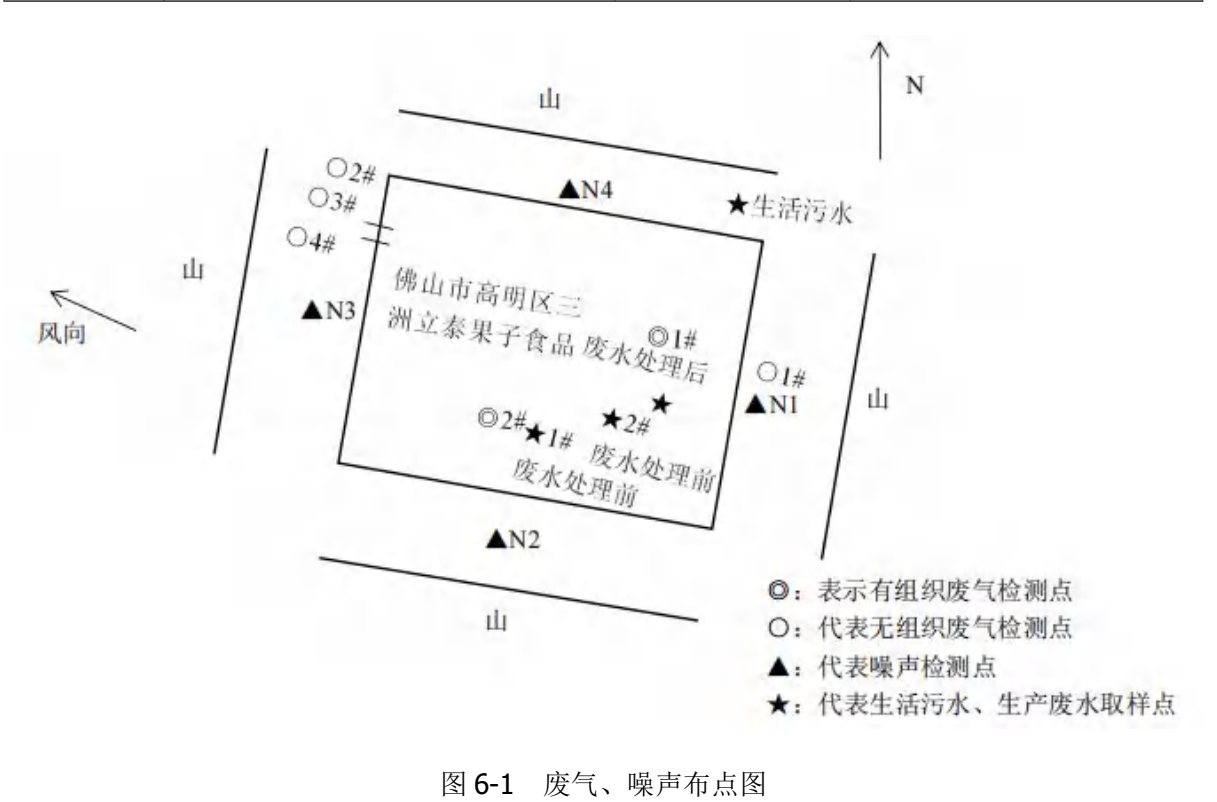 山
N
○2#
▲N4
○3#
★生活污水
○4#
山
佛山市高明区三
▲N3
风向
洲立泰果子食品
◎1#
废水处理后
○1#
▲N1
山
★
◎2#
★1#
★2#
废水处理前
废水处理前
▲N2
山
◎：表示有组织废气检测点
○：代表无组织废气检测点
▲：代表噪声检测点
★：代表生活污水、生产废水取样点
图 6-1 废气、噪声布点图